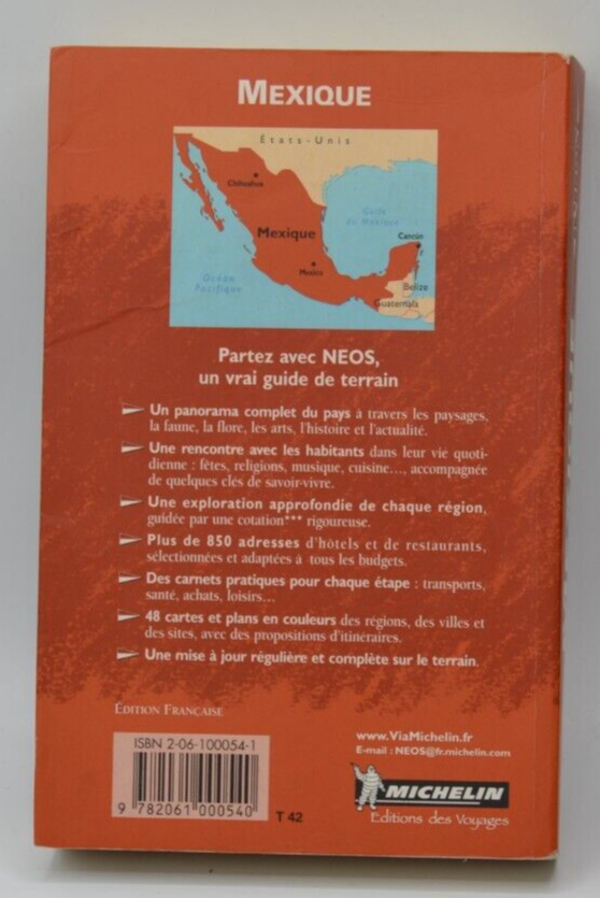 MEXIQUE
États-Unis
Chihuahua
Golfe
du Mexique
Mexique
Cancún
Mexico
Océan
Pacifique
Belize
Guatemala
Partez avec NEOS,
un vrai guide de terrain
Un panorama complet du pays à travers les paysages,
la faune, la flore, les arts, l'histoire et l'actualité.
Une rencontre avec les habitants dans leur vie quoti-
dienne : fêtes, religions, musique, cuisine..., accompagnée
de quelques clés de savoir-vivre.
Une exploration approfondie de chaque région,
guidée par une cotation*** rigoureuse.
Plus de 850 adresses d'hôtels et de restaurants,
sélectionnées et adaptées à tous les budgets.
Des carnets pratiques pour chaque étape : transports,
santé, achats, loisirs...
48 cartes et plans en couleurs des régions, des villes et
des sites, avec des propositions d'itinéraires.
Une mise à jour régulière et complète sur le terrain.
ÉDITION FRANÇAISE
ISBN 2-06-100054-1
9 782061 000540
T 42
www.ViaMichelin.fr
E-mail : NEOS@fr.michelin.com
MICHELIN
Editions des Voyages